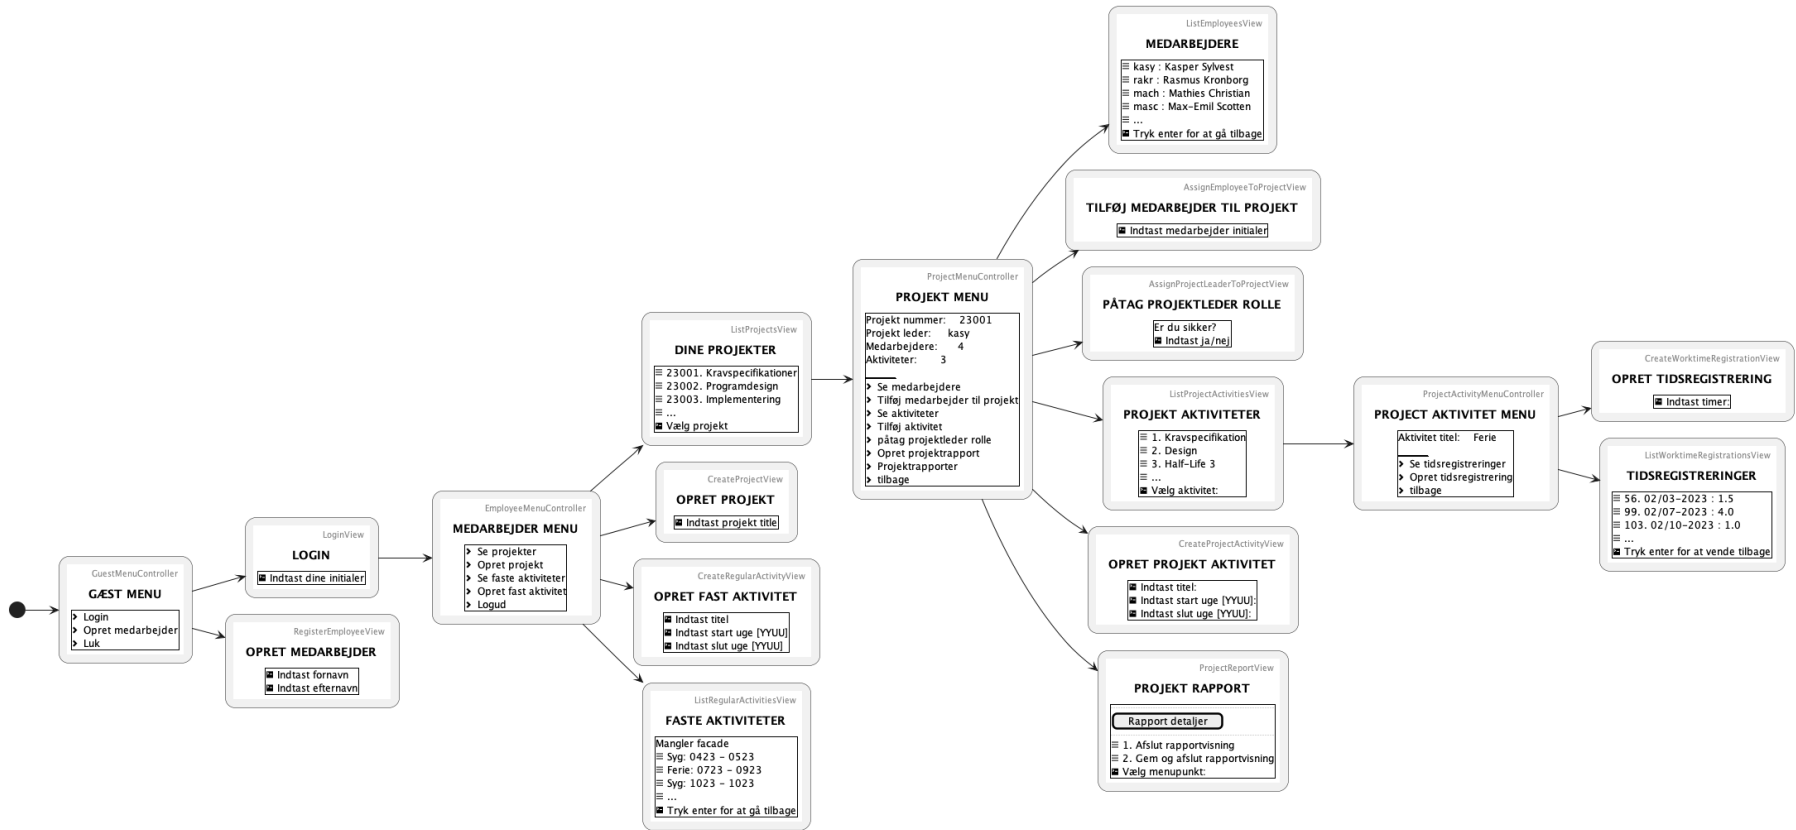 GuestMenuController
GÆST MENU
Login
Opret medarbejder
Luk
LoginView
LOGIN
Indtast dine initialer
RegisterEmployeeView
OPRET MEDARBEJDER
Indtast fornavn
Indtast efternavn
EmployeeMenuController
MEDARBEJDER MENU
Se projekter
Opret projekt
Se faste aktiviteter
Opret fast aktivitet
Logud
ListProjectsView
DINE PROJEKTER
23001. Kravspecifikationer
23002. Programdesign
23003. Implementering
...
Vælg projekt
CreateProjectView
OPRET PROJEKT
Indtast projekt title
CreateRegularActivityView
OPRET FAST AKTIVITET
Indtast titel
Indtast start uge [YYUU]
Indtast slut uge [YYUU]
ListRegularActivitiesView
FASTE AKTIVITETER
Mangler facade
Syg: 0423 - 0523
Ferie: 0723 - 0923
Syg: 1023 - 1023
...
Tryk enter for at gå tilbage
ProjectMenuController
PROJEKT MENU
Projekt nummer: 23001
Projekt leder: kasy
Medarbejdere: 4
Aktiviteter: 3
Se medarbejdere
Tilføj medarbejder til projekt
Se aktiviteter
Tilføj aktivitet
påtag projektleder rolle
Opret projektrapport
Projektrapporter
tilbage
ListEmployeesView
MEDARBEJDERE
kasy : Kasper Sylvest
rakr : Rasmus Kronborg
mach : Mathies Christian
masc : Max-Emil Scotten
...
Tryk enter for at gå tilbage
AssignEmployeeToProjectView
TILFØJ MEDARBEJDER TIL PROJEKT
Indtast medarbejder initialer
AssignProjectLeaderToProjectView
PÅTAG PROJEKTLEDER ROLLE
Er du sikker?
Indtast ja/nej
ListProjectActivitiesView
PROJEKT AKTIVITETER
1. Kravspecifikation
2. Design
3. Half-Life 3
...
Vælg aktivitet:
CreateProjectActivityView
OPRET PROJEKT AKTIVITET
Indtast titel:
Indtast start uge [YYUU]:
Indtast slut uge [YYUU]:
ProjectReportView
PROJEKT RAPPORT
Rapport detaljer
1. Afslut rapportvisning
2. Gem og afslut rapportvisning
Vælg menupunkt:
ProjectActivityMenuController
PROJECT AKTIVITET MENU
Aktivitet titel: Ferie
Se tidsregistreringer
Opret tidsregistrering
tilbage
CreateWorktimeRegistrationView
OPRET TIDSREGISTRERING
Indtast timer:
ListWorktimeRegistrationsView
TIDSREGISTRERINGER
56. 02/03-2023 : 1.5
99. 02/07-2023 : 4.0
103. 02/10-2023 : 1.0
...
Tryk enter for at vende tilbage